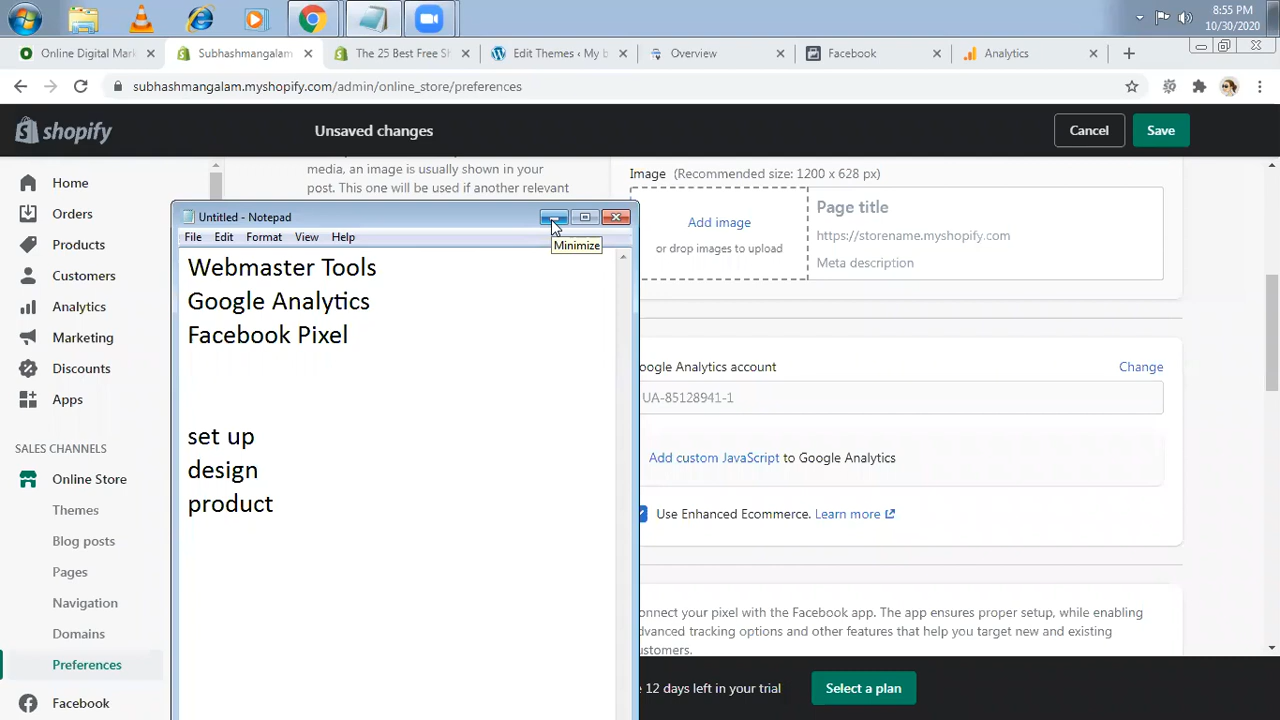 8:55 PM
10/30/2020
Online Digital Mark
Subhashmangalam
The 25 Best Free Sh
Edit Themes ‹ My b
Overview
Facebook
Analytics
subhashmangalam.myshopify.com/admin/online_store/preferences
shopify
Unsaved changes
Cancel
Save
media, an image is usually shown in your
post. This one will be used if another relevant
Image (Recommended size: 1200 x 628 px)
Add image
or drop images to upload
Page title
https://storename.myshopify.com
Meta description
Home
Orders
Products
Customers
Analytics
Marketing
Discounts
Apps
SALES CHANNELS
Online Store
Themes
Blog posts
Pages
Navigation
Domains
Preferences
Facebook
Untitled - Notepad
Minimize
File Edit Format View Help
Webmaster Tools
Google Analytics
Facebook Pixel
set up
design
product
oogle Analytics account
Change
UA-85128941-1
Add custom JavaScript to Google Analytics
Use Enhanced Ecommerce. Learn more
onnect your pixel with the Facebook app. The app ensures proper setup, while enabling
dvanced tracking options and other features that help you target new and existing
ustomers.
12 days left in your trial
Select a plan